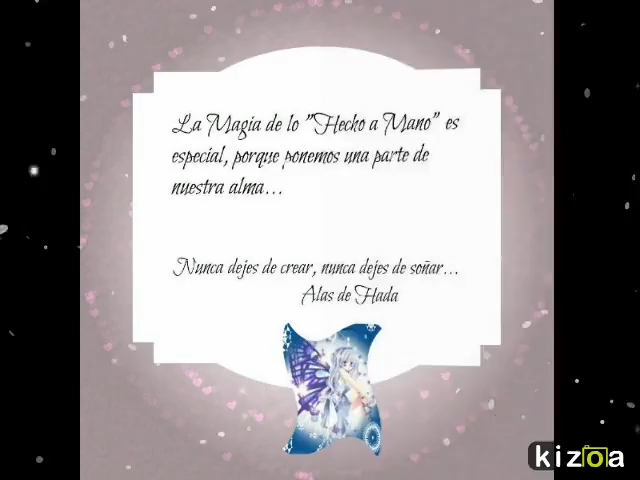 La Magia de lo "Hecho a Mano" es
especial, porque ponemos una parte de
nuestra alma...
Nunca dejes de crear, nunca dejes de soñar...
Alas de Hada
kizoa